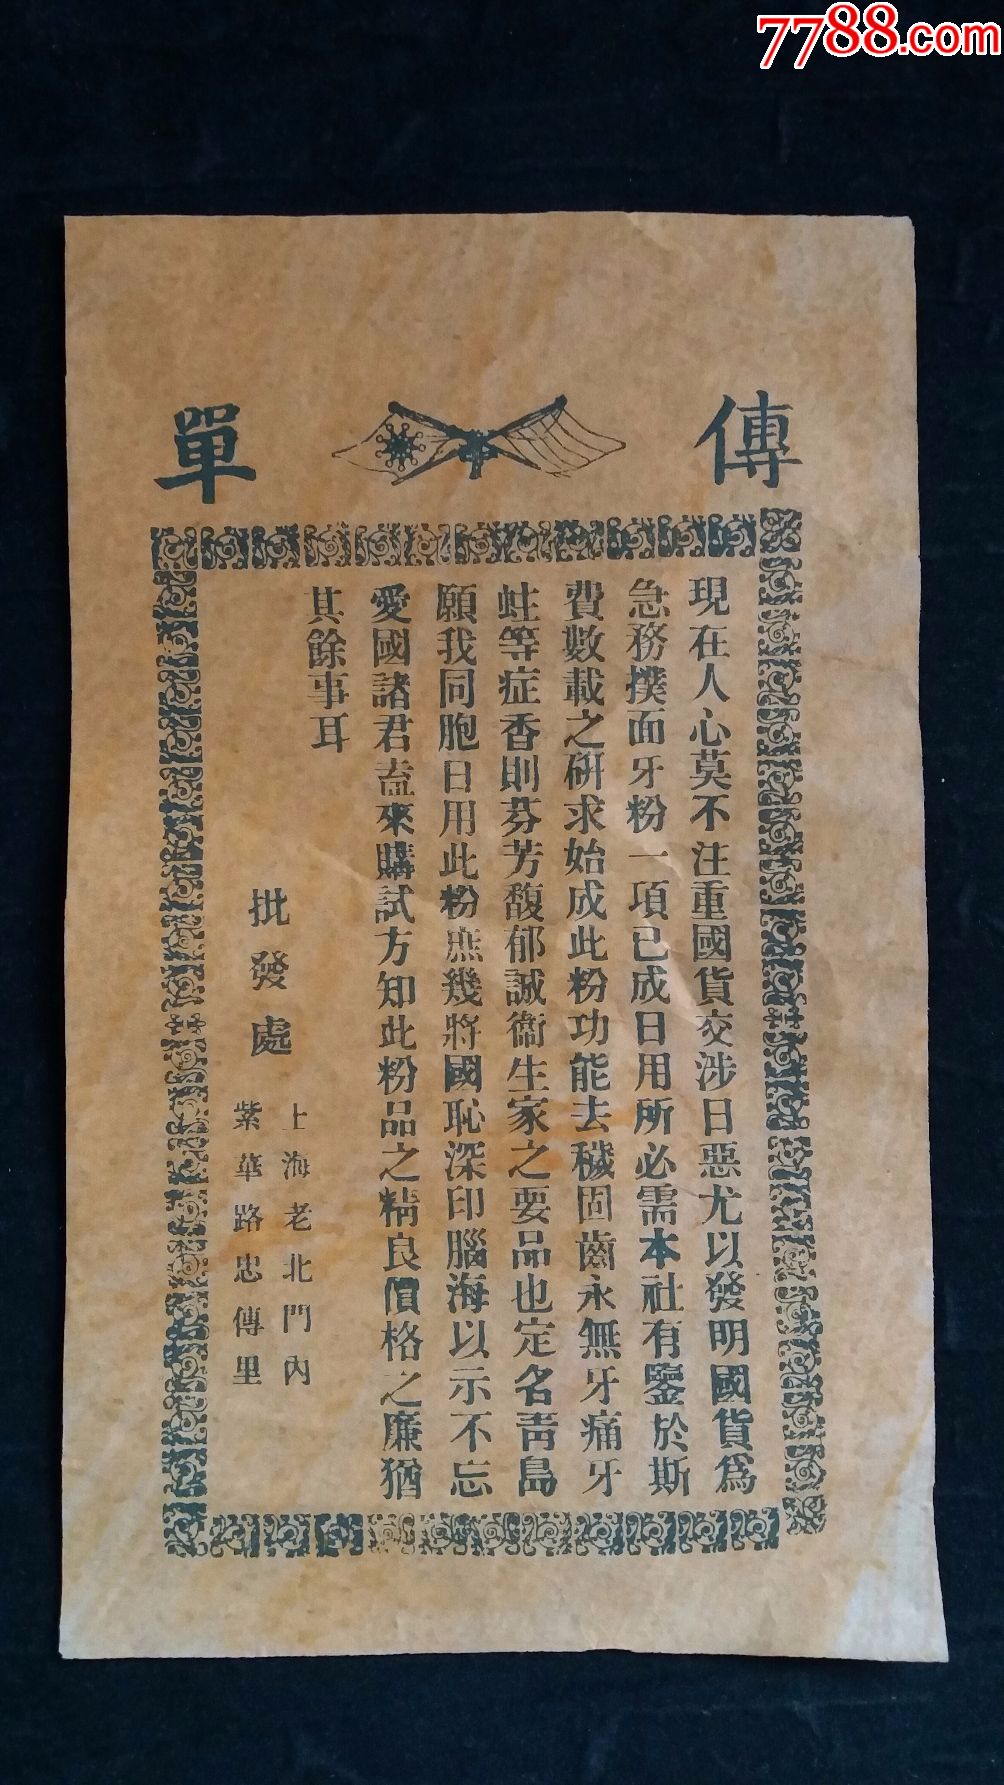 7788.com
傳單
現在人心莫不注重國貨交涉日惡尤以發明國貨爲
急務撲面牙粉一項已成日用所必需本社有鑒於斯
費數載之研求始成此粉功能去穢固齒永無牙痛牙
蛀等症香則芬芳馥郁誠衞生家之要品也定名靑島
願我同胞日用此粉庶幾將國恥深印腦海以示不忘
愛國諸君盍來購試方知此粉品之精良價格之廉猶
其餘事耳
批發處
上海老北門內
紫華路忠傳里